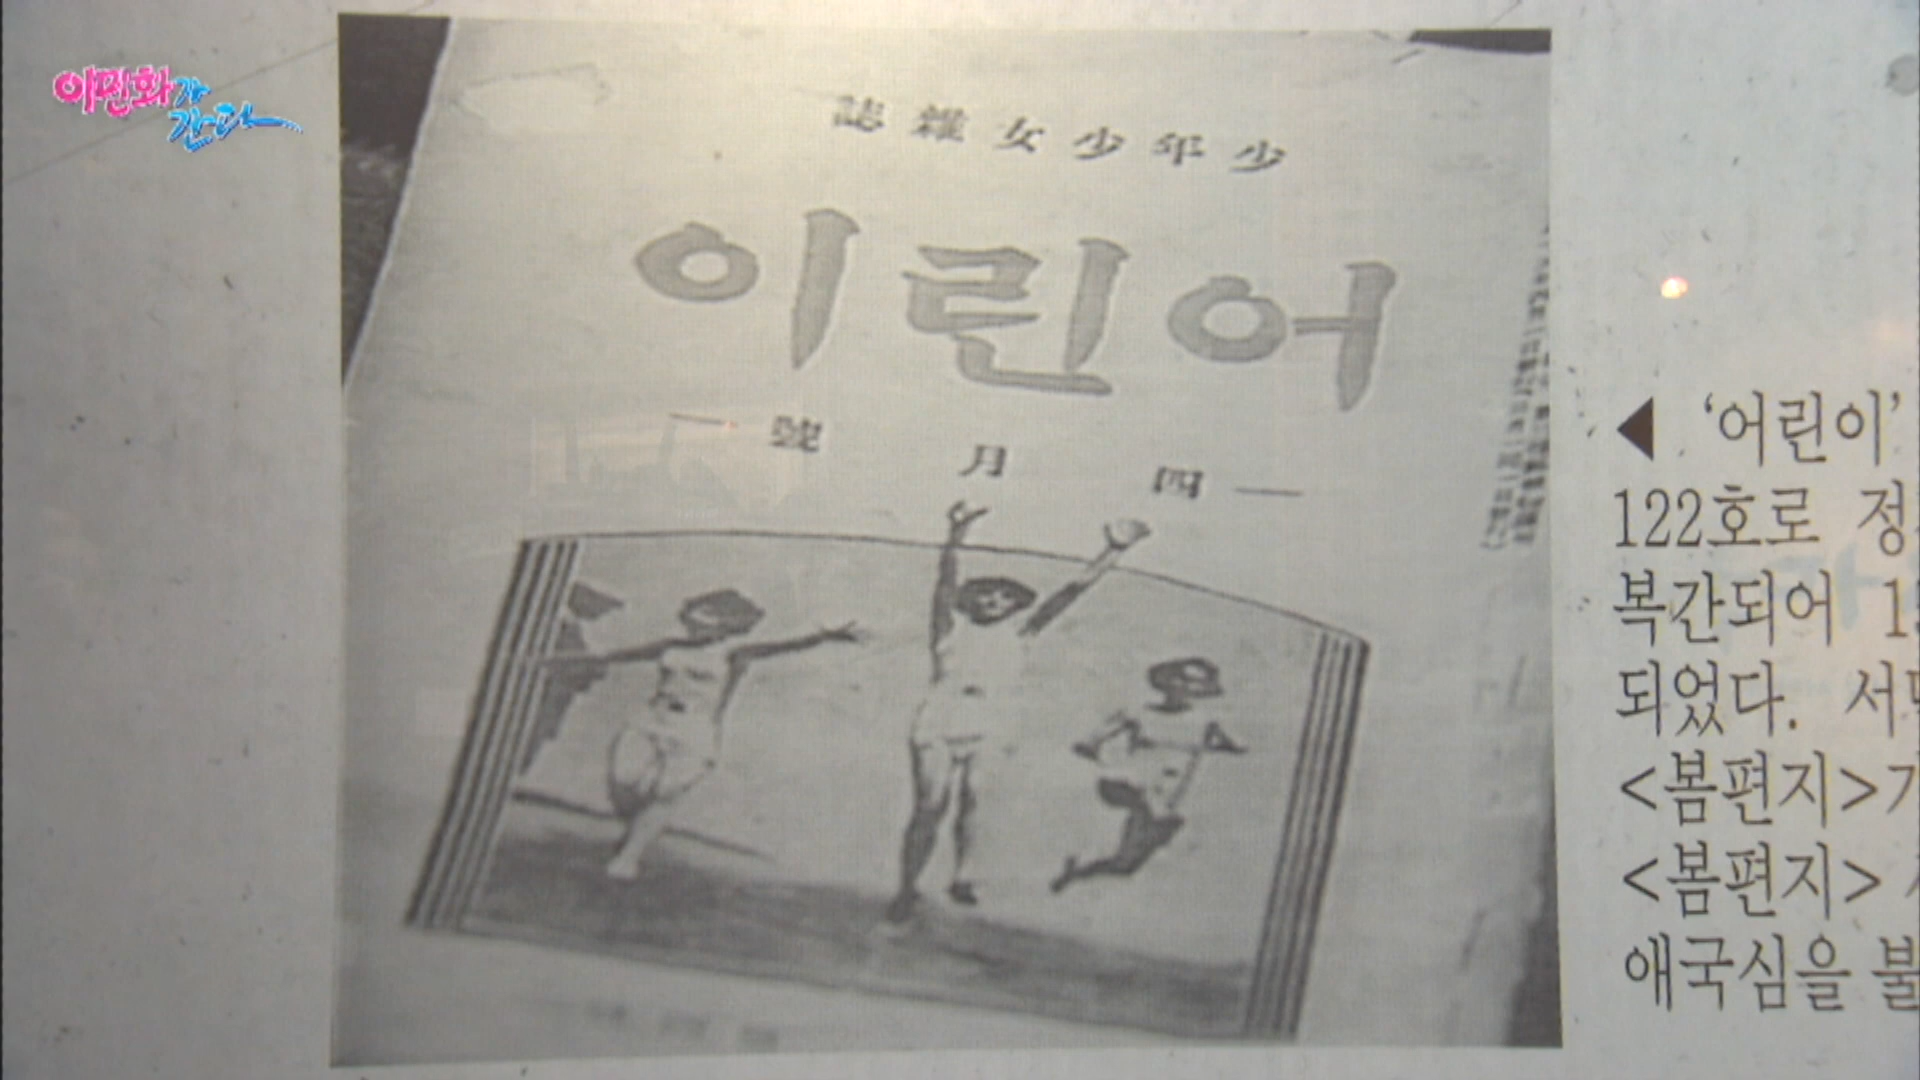 이민화가
간다
誌雜女少年少
이린어
號 月 四
◀ '어린이'
122호로 정
복간되어 1
되었다. 서
<봄편지>가
<봄편지>
애국심을 불